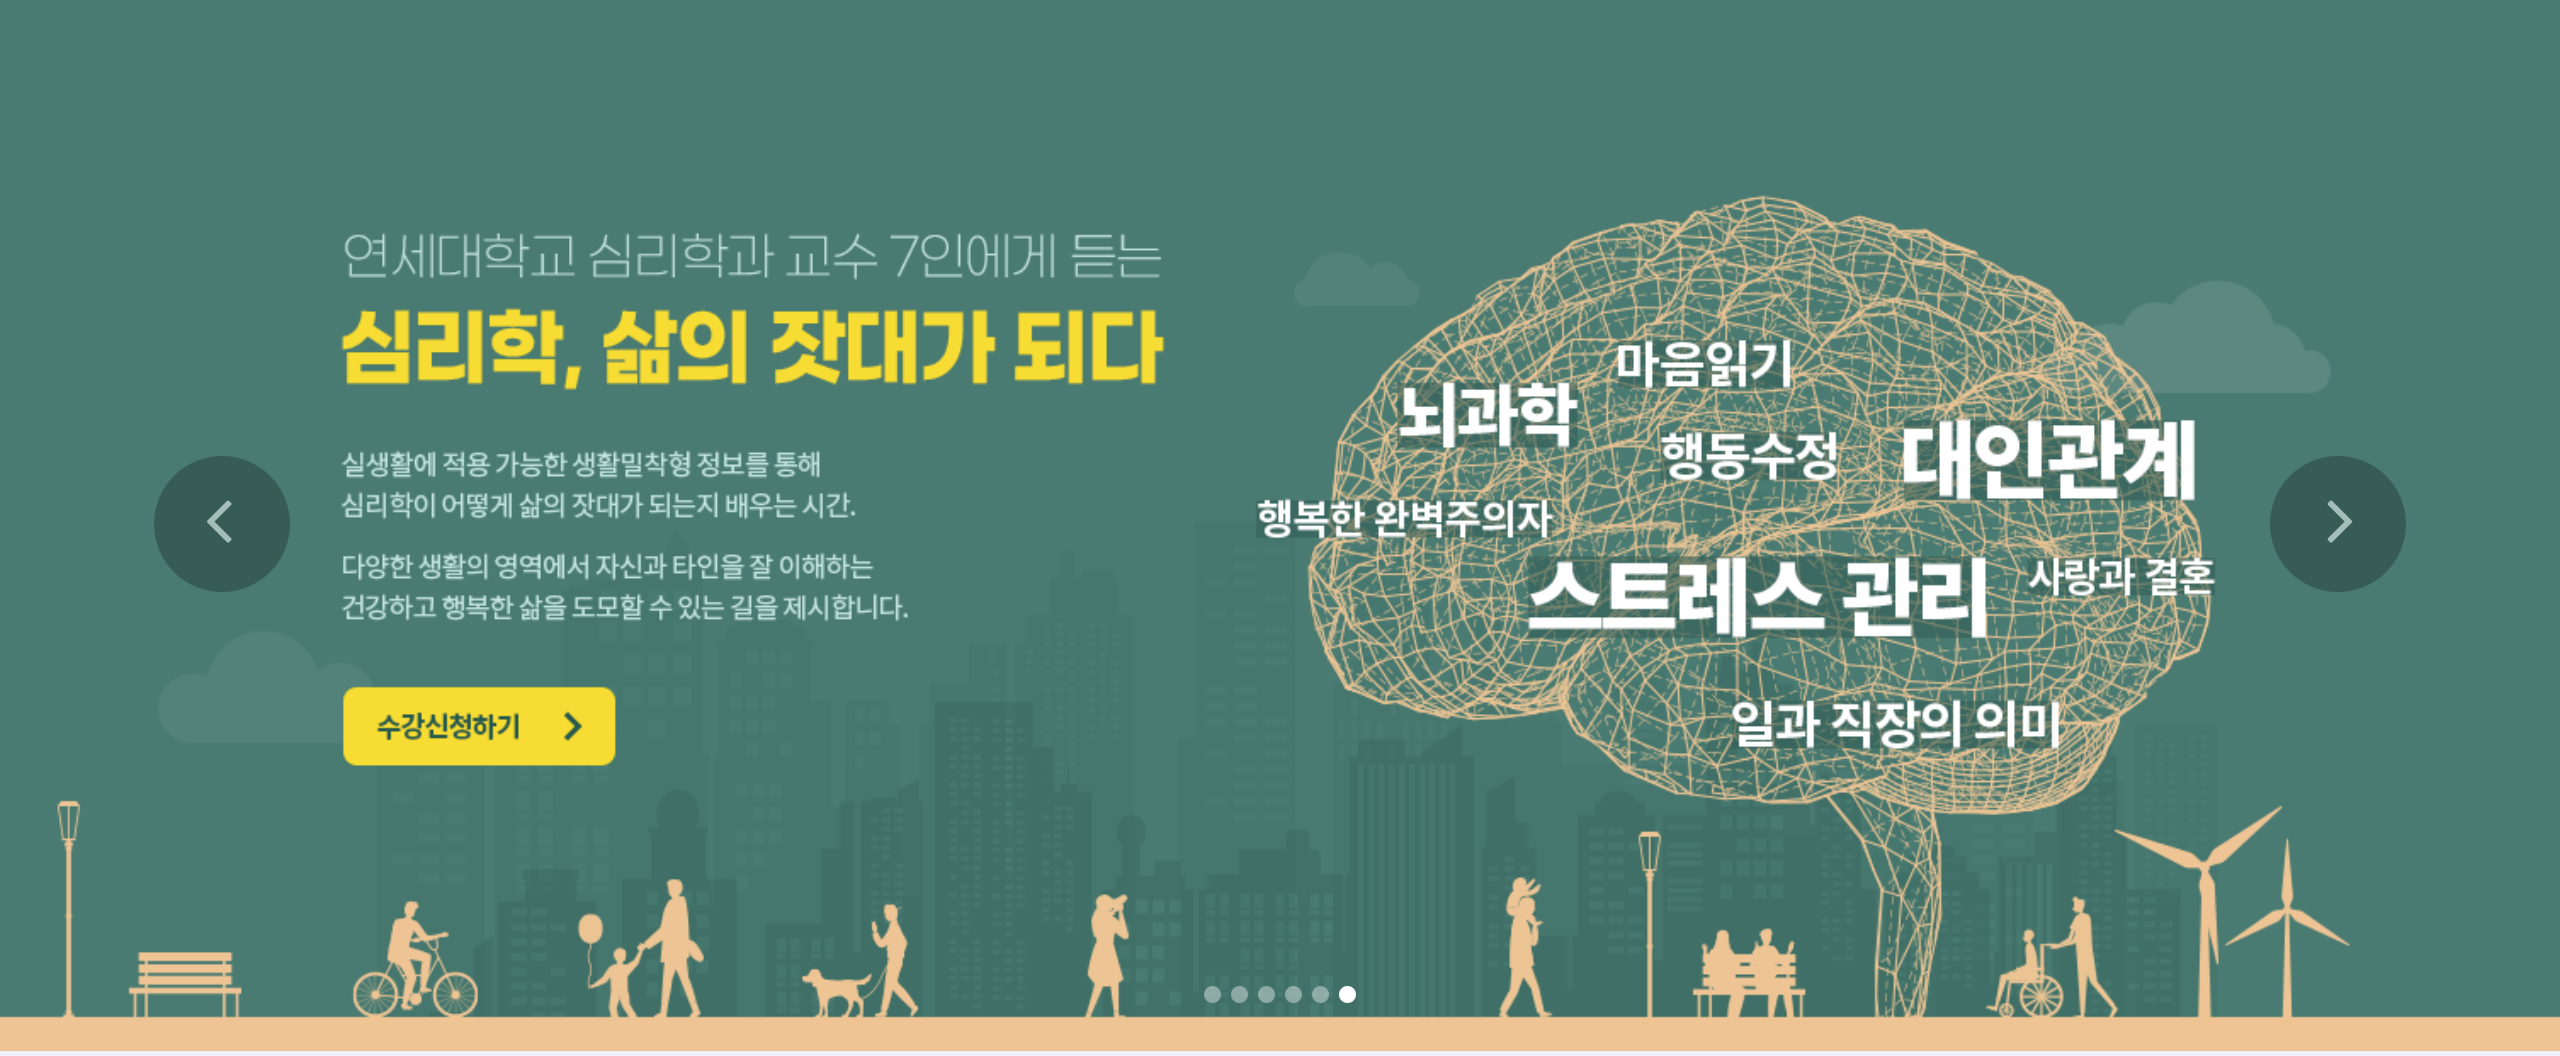 연세대학교 심리학과 교수 7인에게 듣는
심리학, 삶의 잣대가 되다
실생활에 적용 가능한 생활밀착형 정보를 통해
심리학이 어떻게 삶의 잣대가 되는지 배우는 시간.
다양한 생활의 영역에서 자신과 타인을 잘 이해하는
건강하고 행복한 삶을 도모할 수 있는 길을 제시합니다.
수강신청하기
마음읽기
뇌과학
행동수정
대인관계
행복한 완벽주의자
스트레스 관리
사랑과 결혼
일과 직장의 의미